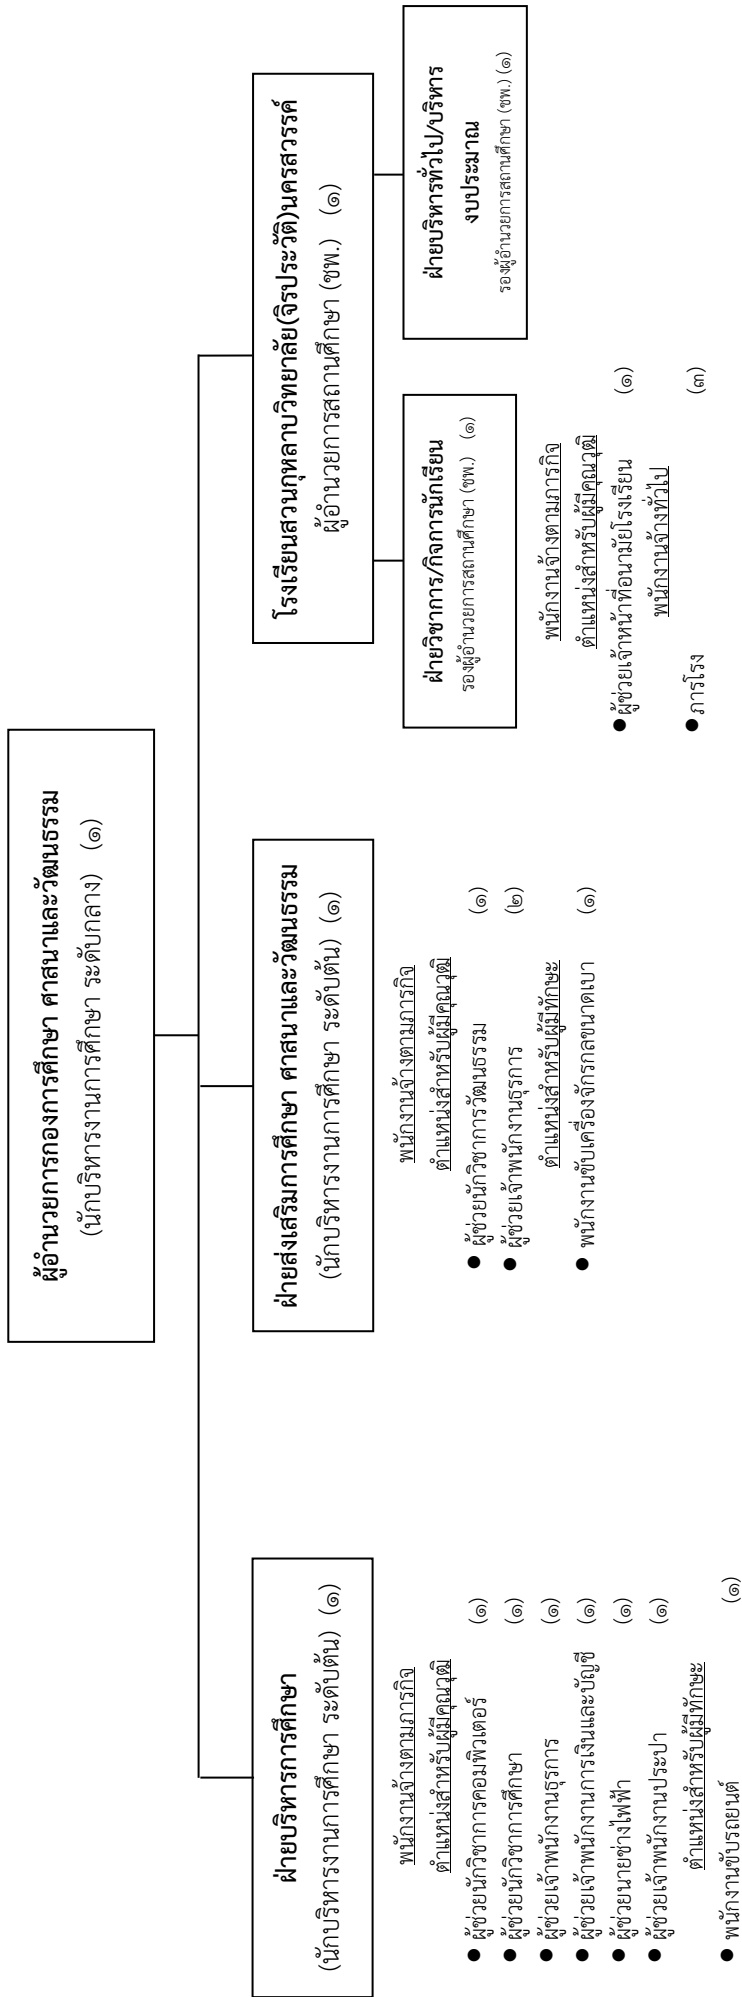 ผู้อำนวยการกองการศึกษา ศาสนาและวัฒนธรรม
(นักบริหารงานการศึกษา ระดับกลาง) (๑)
ฝ่ายบริหารการศึกษา
(นักบริหารงานการศึกษา ระดับต้น) (๑)
พนักงานจ้างตามภารกิจ
ตำแหน่งสำหรับผู้มีคุณวุฒิ
● ผู้ช่วยนักวิชาการคอมพิวเตอร์ (๑)
● ผู้ช่วยนักวิชาการศึกษา (๑)
● ผู้ช่วยเจ้าพนักงานธุรการ (๑)
● ผู้ช่วยเจ้าพนักงานการเงินและบัญชี (๑)
● ผู้ช่วยนายช่างไฟฟ้า (๑)
● ผู้ช่วยเจ้าพนักงานประปา (๑)
ตำแหน่งสำหรับผู้มีทักษะ
● พนักงานขับรถยนต์ (๑)
ฝ่ายส่งเสริมการศึกษา ศาสนาและวัฒนธรรม
(นักบริหารงานการศึกษา ระดับต้น) (๑)
พนักงานจ้างตามภารกิจ
ตำแหน่งสำหรับผู้มีคุณวุฒิ
● ผู้ช่วยนักวิชาการวัฒนธรรม (๑)
● ผู้ช่วยเจ้าพนักงานธุรการ (๒)
ตำแหน่งสำหรับผู้มีทักษะ
● พนักงานขับเครื่องจักรกลขนาดเบา (๑)
โรงเรียนสวนกุหลาบวิทยาลัย(จิรประวัติ)นครสวรรค์
ผู้อำนวยการสถานศึกษา (ชพ.) (๑)
ฝ่ายวิชาการ/กิจการนักเรียน
รองผู้อำนวยการสถานศึกษา (ชพ.) (๑)
พนักงานจ้างตามภารกิจ
ตำแหน่งสำหรับผู้มีคุณวุฒิ
● ผู้ช่วยเจ้าหน้าที่อนามัยโรงเรียน (๑)
พนักงานจ้างทั่วไป
● ภารโรง (๓)
ฝ่ายบริหารทั่วไป/บริหาร
งบประมาณ
รองผู้อำนวยการสถานศึกษา (ชพ.) (๑)